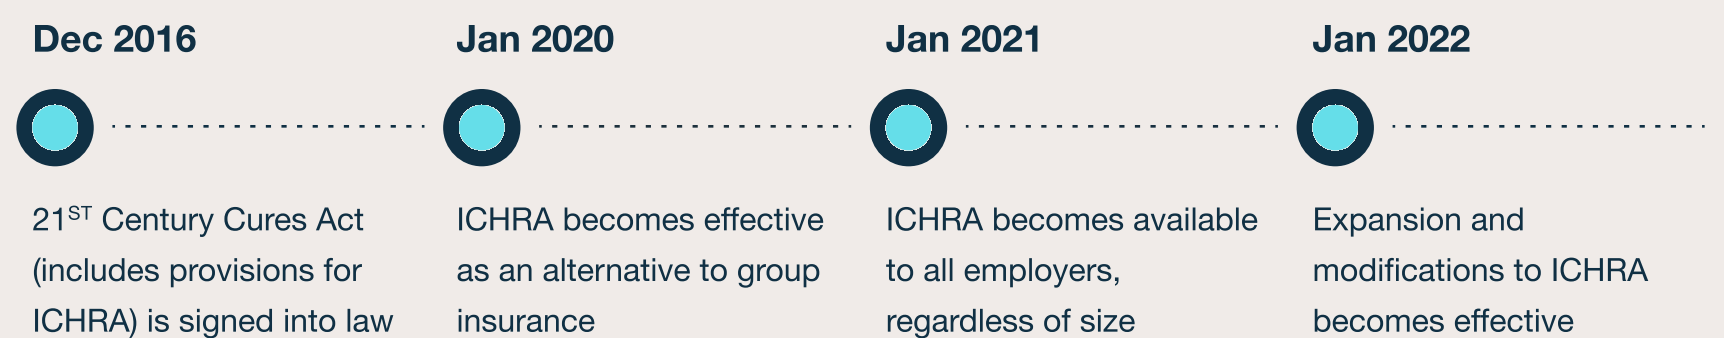 Dec 2016
21ST Century Cures Act
(includes provisions for
ICHRA) is signed into law
Jan 2020
ICHRA becomes effective
as an alternative to group
insurance
Jan 2021
ICHRA becomes available
to all employers,
regardless of size
Jan 2022
Expansion and
modifications to ICHRA
becomes effective